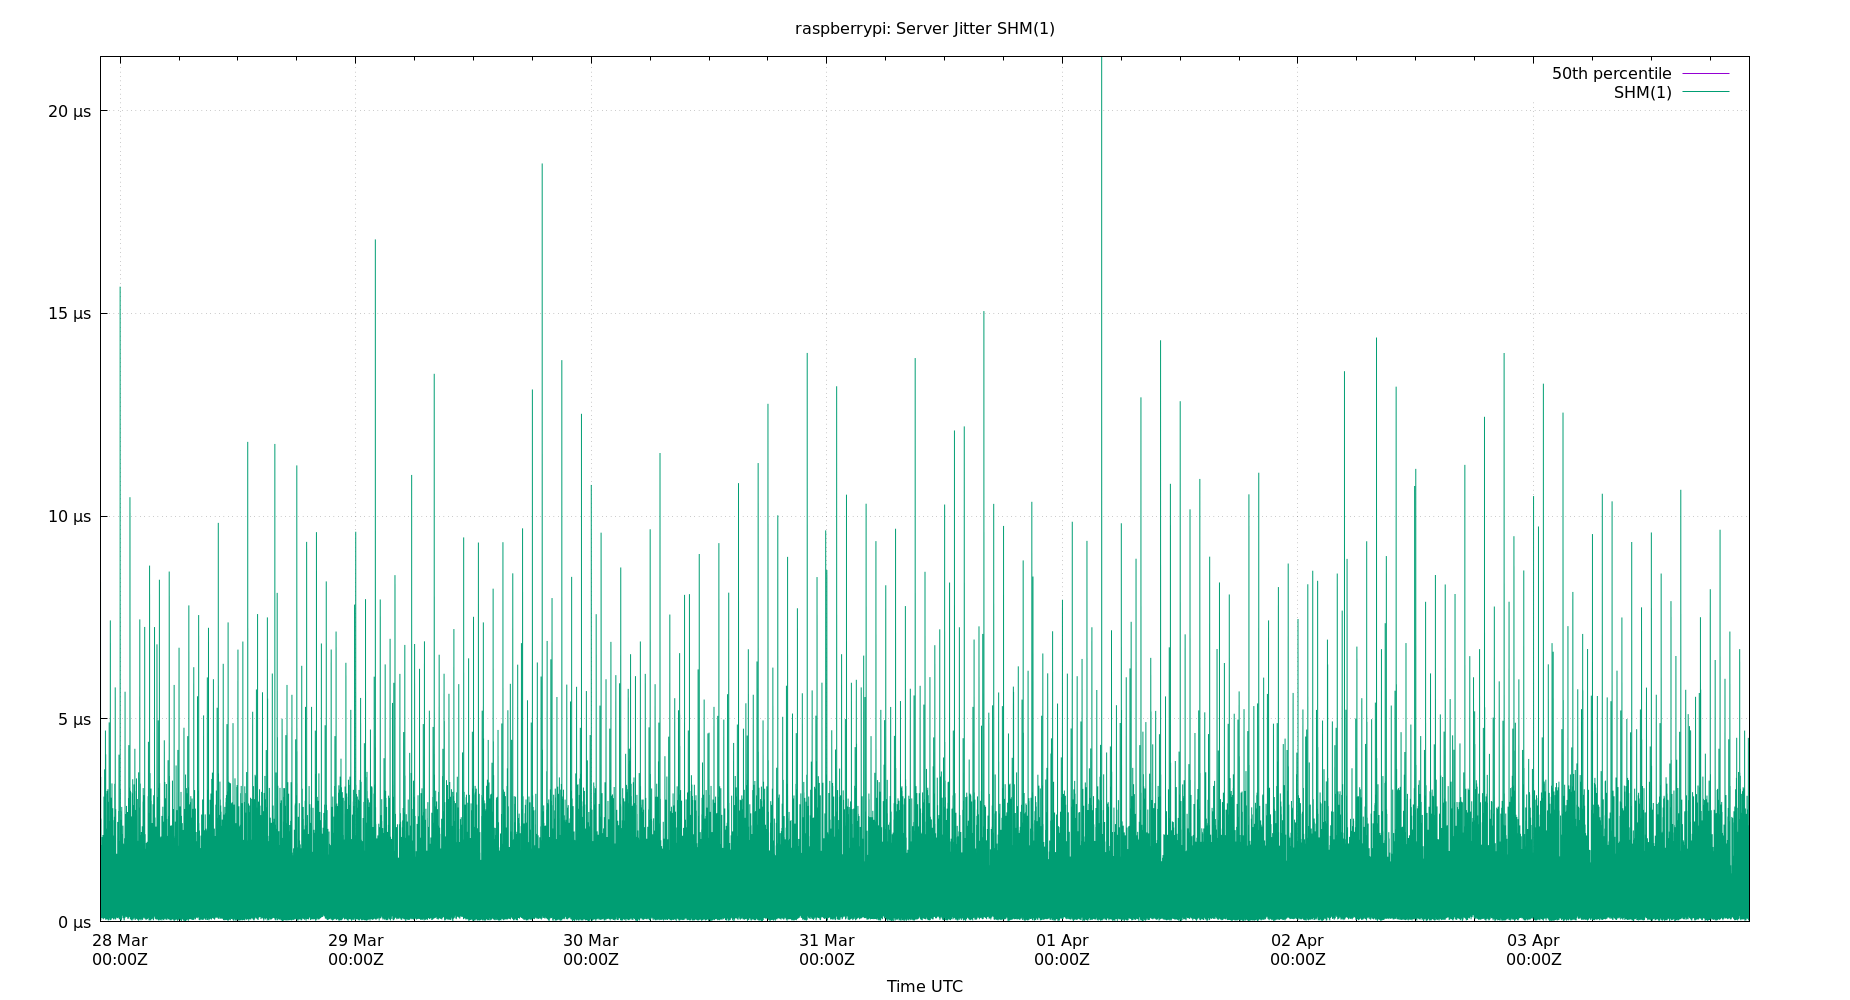 raspberrypi: Server Jitter SHM(1)
50th percentile
SHM(1)
20 µs
15 µs
10 µs
5 µs
0 µs
28 Mar 29 Mar 30 Mar 31 Mar 01 Apr 02 Apr 03 Apr
00:00Z 00:00Z 00:00Z 00:00Z 00:00Z 00:00Z 00:00Z
Time UTC